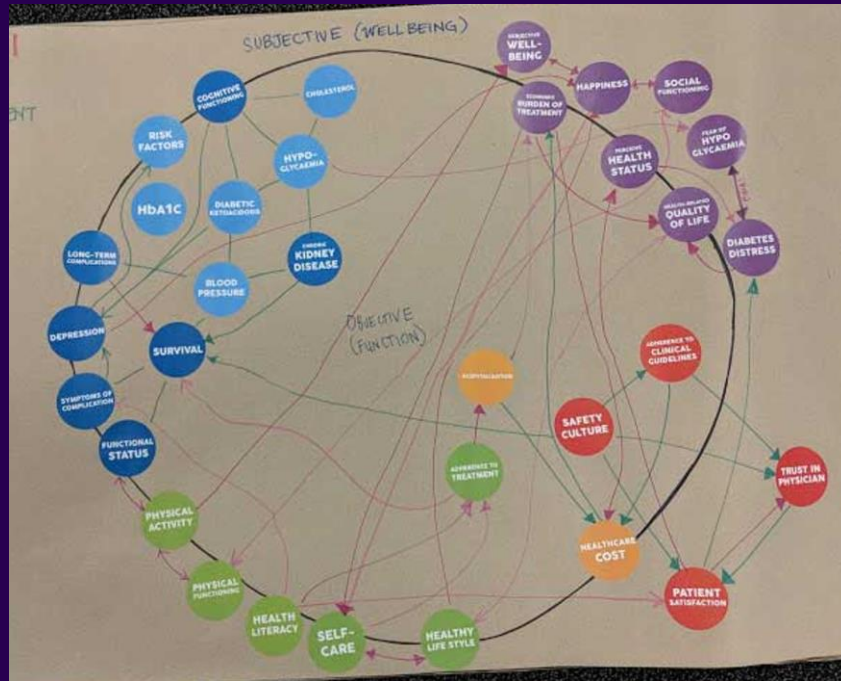 SUBJECTIVE (WELLBEING)
ENT
SUBJECTIVE
WELL-
BEING
HAPPINESS
SOCIAL
FUNCTIONING
BURDEN OF
TREATMENT
FEAR OF
HYPO
GLYCAEMIA
HEALTH
STATUS
HEALTH-RELATED
QUALITY
OF LIFE
DIABETES
DISTRESS
COGNITIVE
FUNCTIONING
CHOLESTEROL
RISK
FACTORS
HYPO-
GLYCAEMIA
HbA1C
DIABETIC
KETOACIDOSIS
LONG-TERM
COMPLICATIONS
CHRONIC
KIDNEY
DISEASE
BLOOD
PRESSURE
DEPRESSION
SURVIVAL
OBJECTIVE
(FUNCTION)
SYMPTOMS OF
COMPLICATION
FUNCTIONAL
STATUS
HOSPITALISATION
ADHERENCE TO
CLINICAL
GUIDELINES
SAFETY
CULTURE
ADHERENCE TO
TREATMENT
TRUST IN
PHYSICIAN
PHYSICAL
ACTIVITY
HEALTHCARE
COST
PHYSICAL
FUNCTIONING
PATIENT
SATISFACTION
HEALTH
LITERACY
SELF-
CARE
HEALTHY
LIFE STYLE